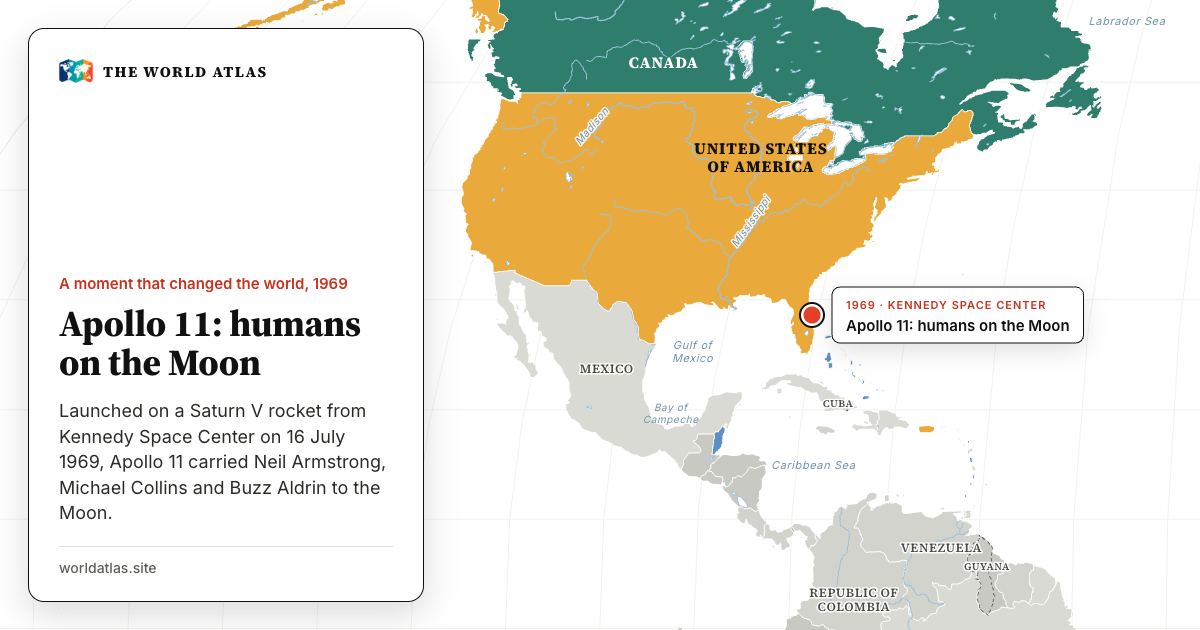 THE WORLD ATLAS
A moment that changed the world, 1969
Apollo 11: humans
on the Moon
Launched on a Saturn V rocket from
Kennedy Space Center on 16 July
1969, Apollo 11 carried Neil Armstrong,
Michael Collins and Buzz Aldrin to the
Moon.
worldatlas.site
Labrador Sea
CANADA
Madison
UNITED STATES
OF AMERICA
Mississippi
1969 · KENNEDY SPACE CENTER
Apollo 11: humans on the Moon
Gulf of
Mexico
MEXICO
Bay of
Campeche
CUBA
Caribbean Sea
VENEZUELA
GUYANA
REPUBLIC OF
COLOMBIA